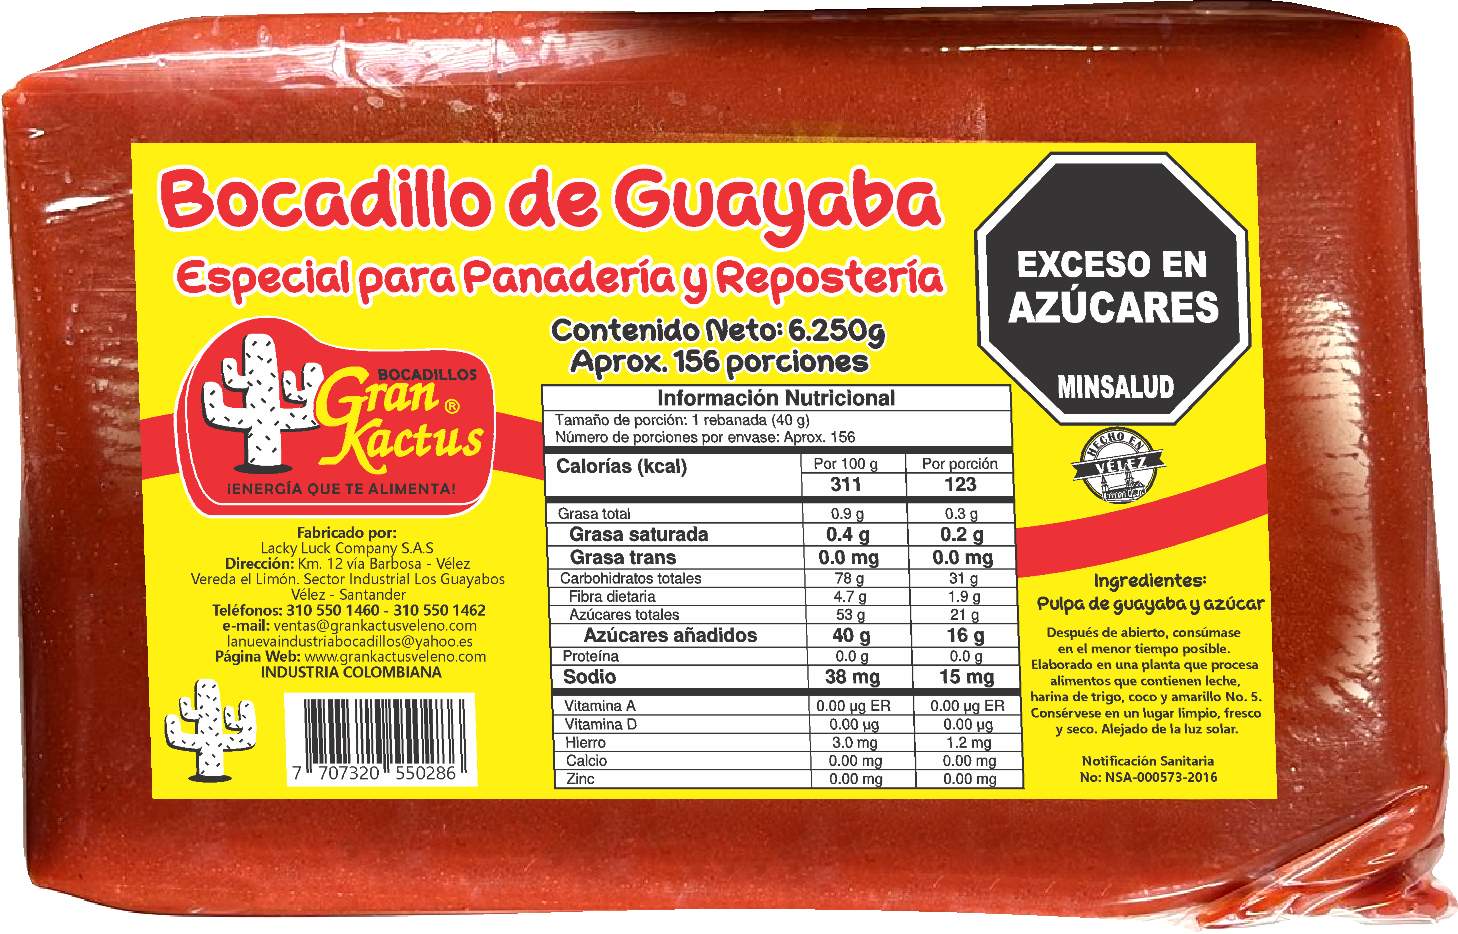 Bocadillo de Guayaba
Especial para Panadería y Repostería
Contenido Neto: 6.250g
Aprox. 156 porciones
EXCESO EN
AZÚCARES
MINSALUD
BOCADILLOS
Gran ®
Kactus
¡ENERGÍA QUE TE ALIMENTA!
Fabricado por:
Lacky Luck Company S.A.S
Dirección: Km. 12 vía Barbosa - Vélez
Vereda el Limón. Sector Industrial Los Guayabos
Vélez - Santander
Teléfonos: 310 550 1460 - 310 550 1462
e-mail: ventas@grankactusveleno.com
lanuevaindustriabocadillos@yahoo.es
Página Web: www.grankactusveleno.com
INDUSTRIA COLOMBIANA
7 707320 550286
Información Nutricional
Tamaño de porción: 1 rebanada (40 g)
Número de porciones por envase: Aprox. 156
Calorías (kcal) Por 100 g Por porción
311 123
Grasa total 0.9 g 0.3 g
Grasa saturada 0.4 g 0.2 g
Grasa trans 0.0 mg 0.0 mg
Carbohidratos totales 78 g 31 g
Fibra dietaria 4.7 g 1.9 g
Azúcares totales 53 g 21 g
Azúcares añadidos 40 g 16 g
Proteína 0.0 g 0.0 g
Sodio 38 mg 15 mg
Vitamina A 0.00 µg ER 0.00 µg ER
Vitamina D 0.00 µg 0.00 µg
Hierro 3.0 mg 1.2 mg
Calcio 0.00 mg 0.00 mg
Zinc 0.00 mg 0.00 mg
HECHO EN
VÉLEZ
Ingredientes:
Pulpa de guayaba y azúcar
Después de abierto, consúmase
en el menor tiempo posible.
Elaborado en una planta que procesa
alimentos que contienen leche,
harina de trigo, coco y amarillo No. 5.
Consérvese en un lugar limpio, fresco
y seco. Alejado de la luz solar.
Notificación Sanitaria
No: NSA-000573-2016